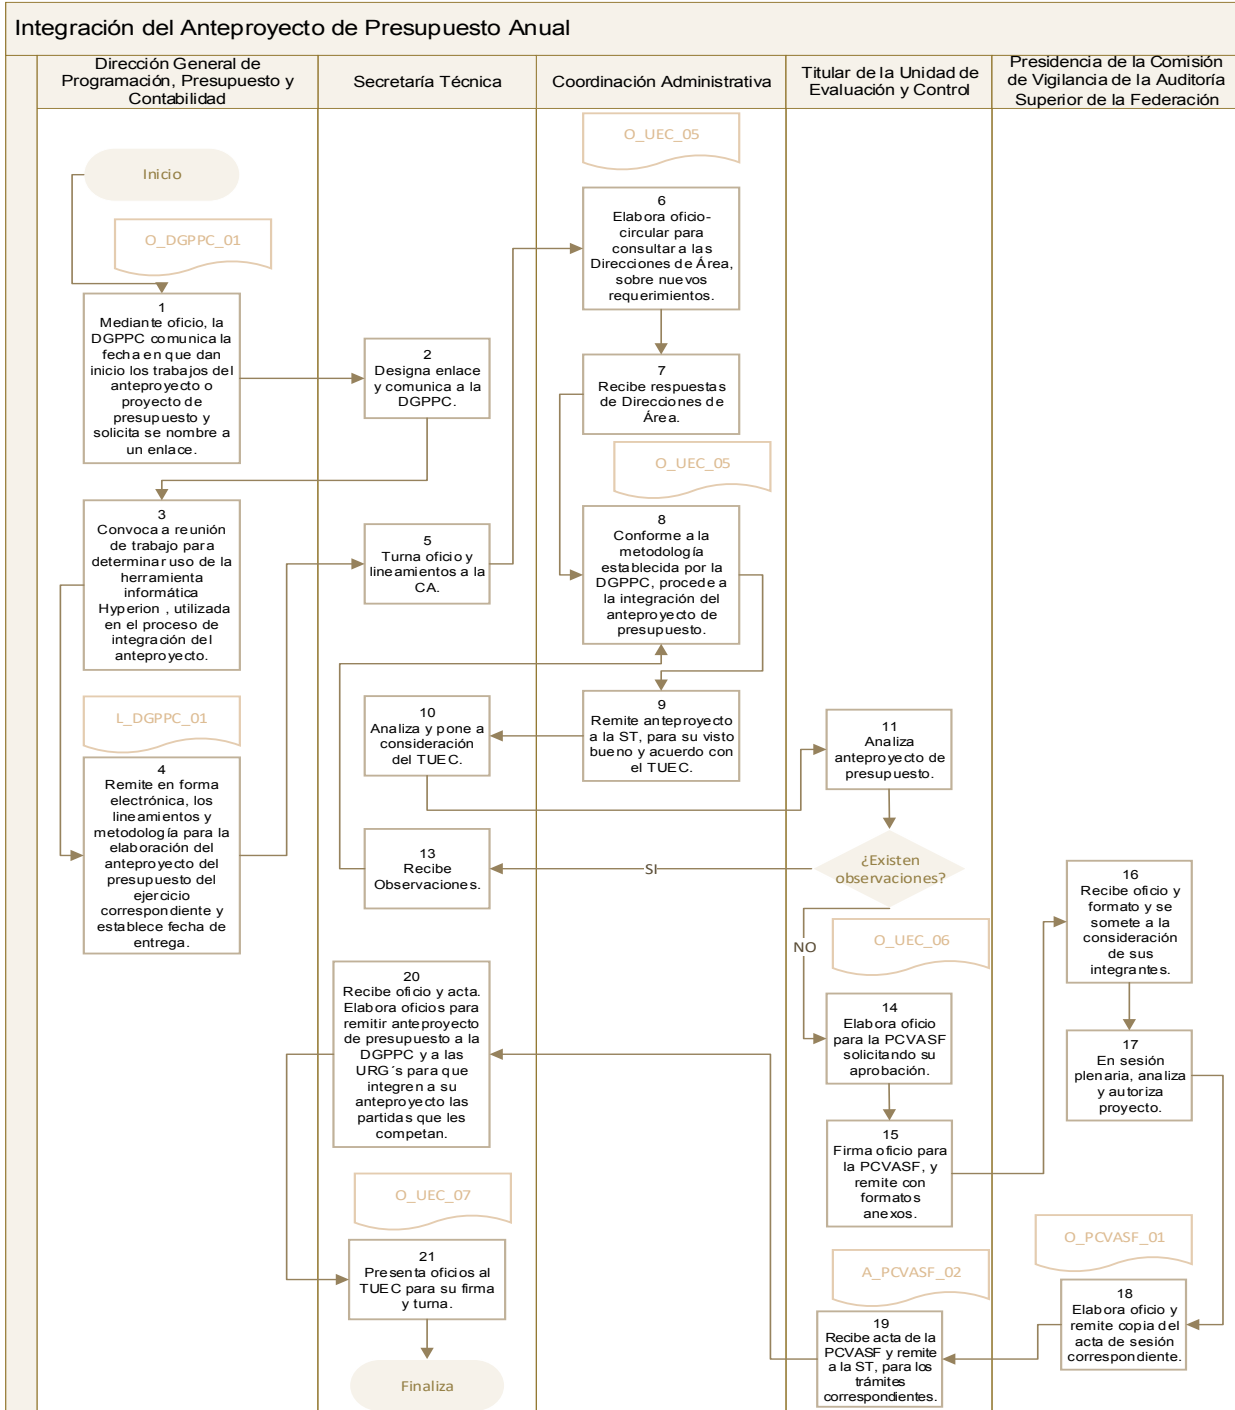 Integración del Anteproyecto de Presupuesto Anual
Dirección General de
Programación, Presupuesto y
Contabilidad
Secretaría Técnica
Coordinación Administrativa
Titular de la Unidad de
Evaluación y Control
Presidencia de la Comisión
de Vigilancia de la Auditoría
Superior de la Federación
Inicio
O_DGPPC_01
1
Mediante oficio, la
DGPPC comunica la
fecha en que dan
inicio los trabajos del
anteproyecto o
proyecto de
presupuesto y
solicita se nombre a
un enlace.
2
Designa enlace
y comunica a la
DGPPC.
3
Convoca a reunión
de trabajo para
determinar uso de la
herramienta
informática
Hyperion , utilizada
en el proceso de
integración del
anteproyecto.
L_DGPPC_01
4
Remite en forma
electrónica, los
lineamientos y
metodología para la
elaboración del
anteproyecto del
presupuesto del
ejercicio
correspondiente y
establece fecha de
entrega.
5
Turna oficio y
lineamientos a la
CA.
O_UEC_05
6
Elabora oficio-
circular para
consultar a las
Direcciones de Área,
sobre nuevos
requerimientos.
7
Recibe respuestas
de Direcciones de
Área.
O_UEC_05
8
Conforme a la
metodología
establecida por la
DGPPC, procede a
la integración del
anteproyecto de
presupuesto.
9
Remite anteproyecto
a la ST, para su visto
bueno y acuerdo con
el TUEC.
10
Analiza y pone a
consideración
del TUEC.
11
Analiza
anteproyecto de
presupuesto.
¿Existen
observaciones?
SI
13
Recibe
Observaciones.
NO
O_UEC_06
14
Elabora oficio
para la PCVASF
solicitando su
aprobación.
15
Firma oficio para
la PCVASF, y
remite con
formatos
anexos.
16
Recibe oficio y
formato y se
somete a la
consideración
de sus
integrantes.
17
En sesión
plenaria, analiza
y autoriza
proyecto.
O_PCVASF_01
18
Elabora oficio y
remite copia del
acta de sesión
correspondiente.
A_PCVASF_02
19
Recibe acta de la
PCVASF y remite
a la ST, para los
trámites
correspondientes.
20
Recibe oficio y acta.
Elabora oficios para
remitir anteproyecto
de presupuesto a la
DGPPC y a las
URG´s para que
integren a su
anteproyecto las
partidas que les
competan.
O_UEC_07
21
Presenta oficios al
TUEC para su firma
y turna.
Finaliza